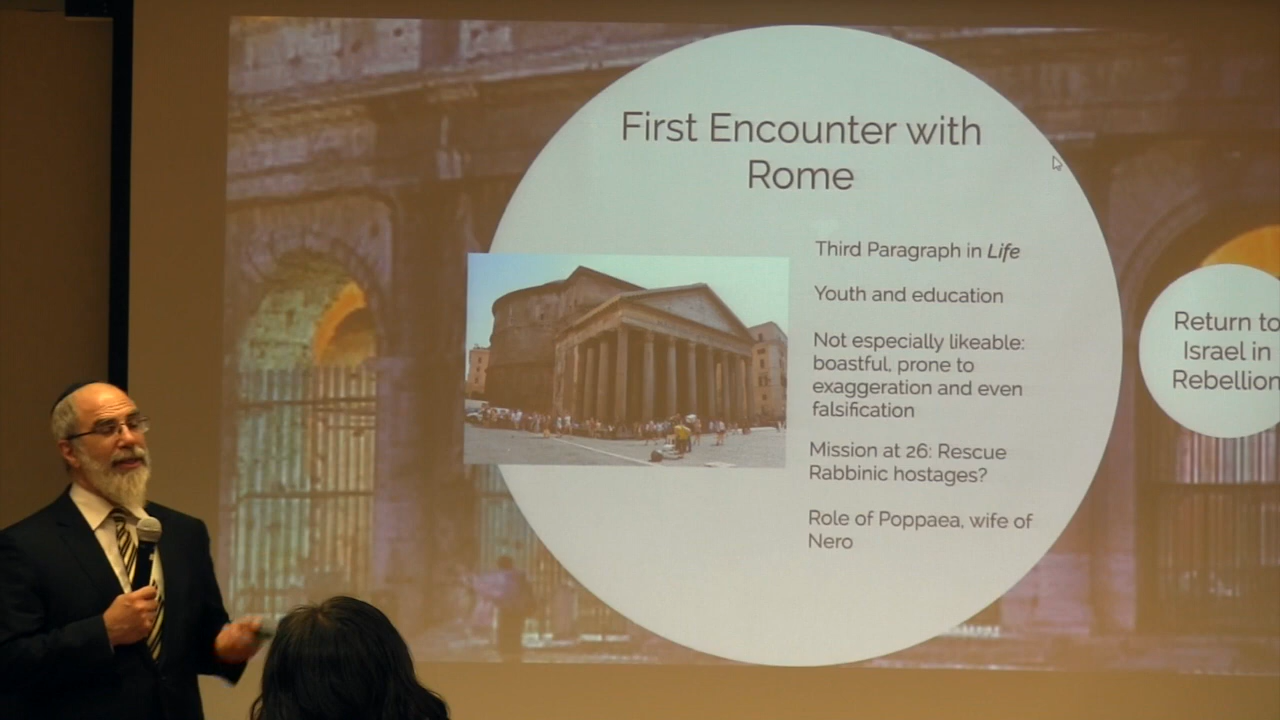 First Encounter with
Rome
Third Paragraph in Life
Youth and education
Not especially likeable:
boastful, prone to
exaggeration and even
falsification
Mission at 26: Rescue
Rabbinic hostages?
Role of Poppaea, wife of
Nero
Return to
Israel in
Rebellion